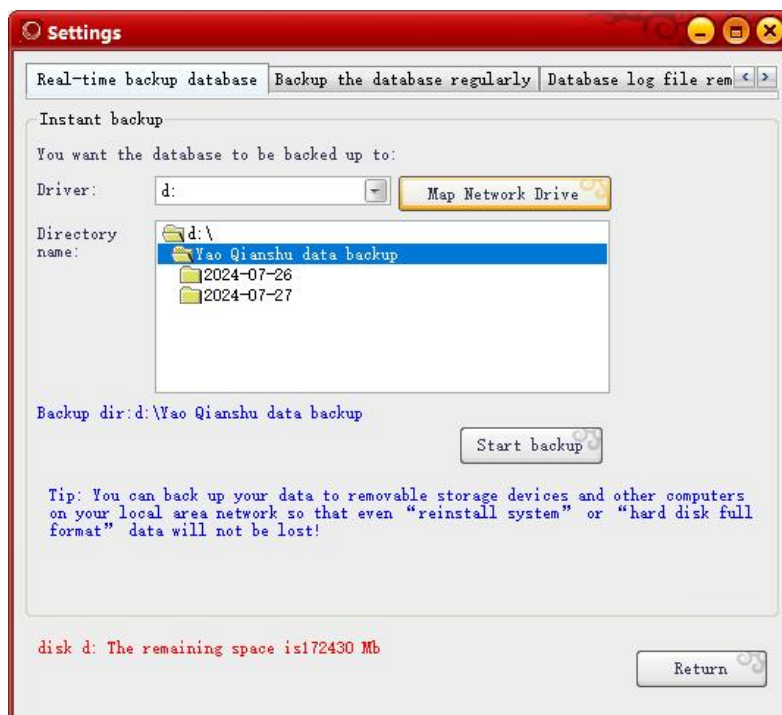 Settings
Real-time backup database Backup the database regularly Database log file rem
Instant backup
You want the database to be backed up to:
Driver: d: Map Network Drive
Directory name:
d:\
Yao Qianshu data backup
2024-07-26
2024-07-27
Backup dir:d:\Yao Qianshu data backup
Start backup
Tip: You can back up your data to removable storage devices and other computers
on your local area network so that even “reinstall system” or “hard disk full
format” data will not be lost!
disk d: The remaining space is172430 Mb
Return